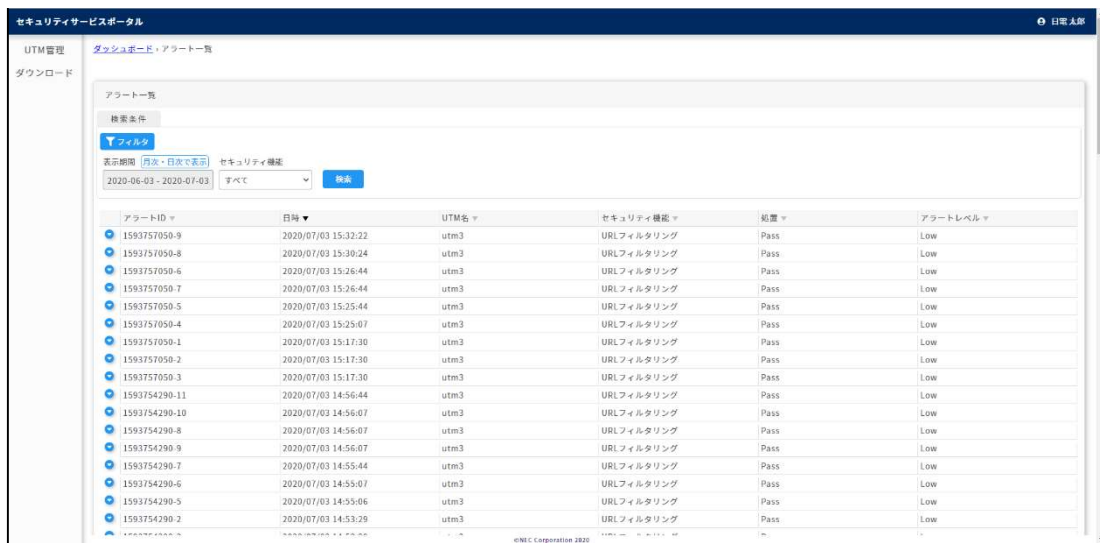 セキュリティサービスポータル 日電 太郎
UTM管理
ダウンロード
ダッシュボード › アラート一覧
アラート一覧
検索条件
フィルタ
表示期間 月次・日次で表示 セキュリティ機能
2020-06-03 - 2020-07-03 すべて 検索
アラートID 日時 UTM名 セキュリティ機能 処置 アラートレベル
1593757050-9 2020/07/03 15:32:22 utm3 URLフィルタリング Pass Low
1593757050-8 2020/07/03 15:30:24 utm3 URLフィルタリング Pass Low
1593757050-6 2020/07/03 15:26:44 utm3 URLフィルタリング Pass Low
1593757050-7 2020/07/03 15:26:44 utm3 URLフィルタリング Pass Low
1593757050-5 2020/07/03 15:25:44 utm3 URLフィルタリング Pass Low
1593757050-4 2020/07/03 15:25:07 utm3 URLフィルタリング Pass Low
1593757050-1 2020/07/03 15:17:30 utm3 URLフィルタリング Pass Low
1593757050-2 2020/07/03 15:17:30 utm3 URLフィルタリング Pass Low
1593757050-3 2020/07/03 15:17:30 utm3 URLフィルタリング Pass Low
1593754290-11 2020/07/03 14:56:44 utm3 URLフィルタリング Pass Low
1593754290-10 2020/07/03 14:56:07 utm3 URLフィルタリング Pass Low
1593754290-8 2020/07/03 14:56:07 utm3 URLフィルタリング Pass Low
1593754290-9 2020/07/03 14:56:07 utm3 URLフィルタリング Pass Low
1593754290-7 2020/07/03 14:55:44 utm3 URLフィルタリング Pass Low
1593754290-6 2020/07/03 14:55:07 utm3 URLフィルタリング Pass Low
1593754290-5 2020/07/03 14:55:06 utm3 URLフィルタリング Pass Low
1593754290-2 2020/07/03 14:53:29 utm3 URLフィルタリング Pass Low
©NEC Corporation 2020